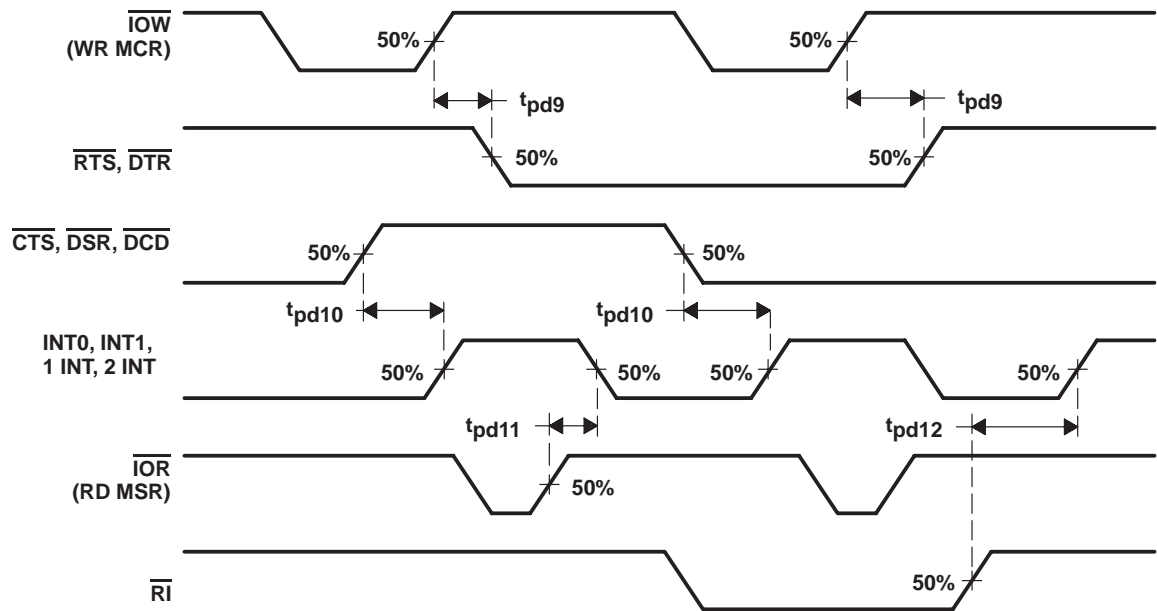 IOW
(WR MCR)
50%
50%
tpd9
tpd9
RTS, DTR
50%
50%
CTS, DSR, DCD
50%
50%
tpd10
tpd10
INT0, INT1,
1 INT, 2 INT
50%
50%
50%
50%
tpd11
tpd12
IOR
(RD MSR)
50%
RI
50%